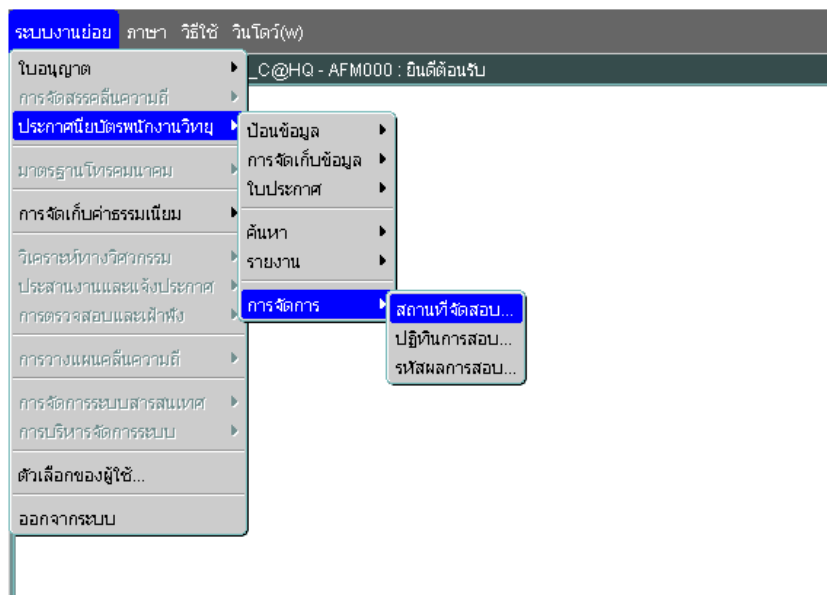 ระบบงานย่อย ภาษา วิธีใช้ วินโดว์(w)
_C@HQ - AFM000 : ยินดีต้อนรับ
ใบอนุญาต
การจัดสรรคลื่นความถี่
ประกาศนียบัตรพนักงานวิทยุ
มาตรฐานโทรคมนาคม
การจัดเก็บค่าธรรมเนียม
วิเคราะห์ทางวิศวกรรม
ประสานงานและแจ้งประกาศ
การตรวจสอบและเฝ้าฟัง
การวางแผนคลื่นความถี่
การจัดการระบบสารสนเทศ
การบริหารจัดการระบบ
ตัวเลือกของผู้ใช้...
ออกจากระบบ
ป้อนข้อมูล
การจัดเก็บข้อมูล
ใบประกาศ
ค้นหา
รายงาน
การจัดการ
สถานที่จัดสอบ...
ปฏิทินการสอบ...
รหัสผลการสอบ...